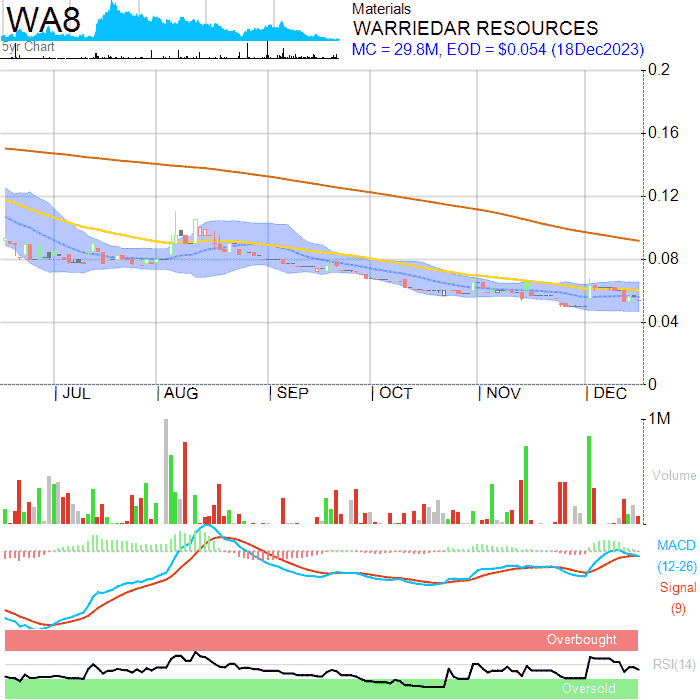 WA8
5yr Chart
Materials
WARRIEDAR RESOURCES
MC = 29.8M, EOD = $0.054 (18Dec2023)
0.2
0.16
0.12
0.08
0.04
0
JUL AUG SEP OCT NOV DEC
1M
Volume
MACD
(12-26)
Signal
(9)
Overbought
RSI(14)
Oversold